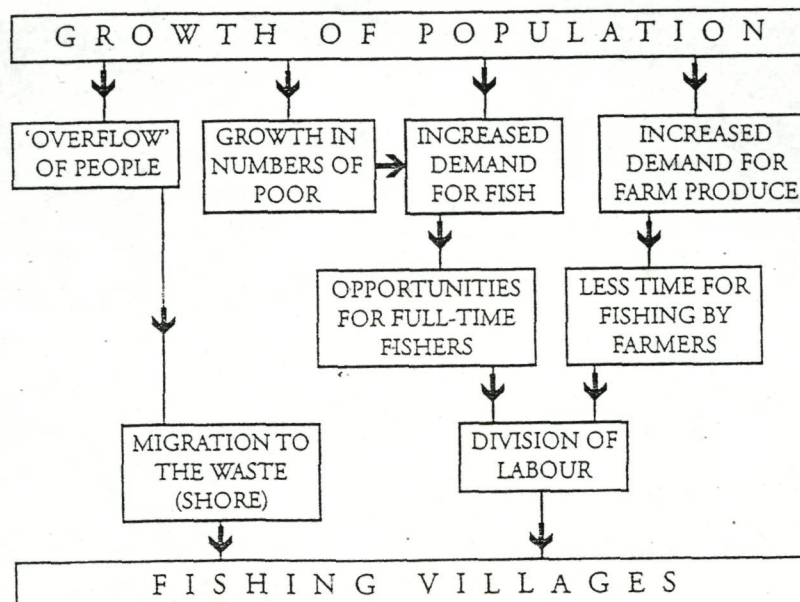 GROWTH OF POPULATION
'OVERFLOW'
OF PEOPLE
GROWTH IN
NUMBERS OF
POOR
INCREASED
DEMAND
FOR FISH
INCREASED
DEMAND FOR
FARM PRODUCE
OPPORTUNITIES
FOR FULL-TIME
FISHERS
LESS TIME FOR
FISHING BY
FARMERS
MIGRATION TO
THE WASTE
(SHORE)
DIVISION OF
LABOUR
FISHING VILLAGES